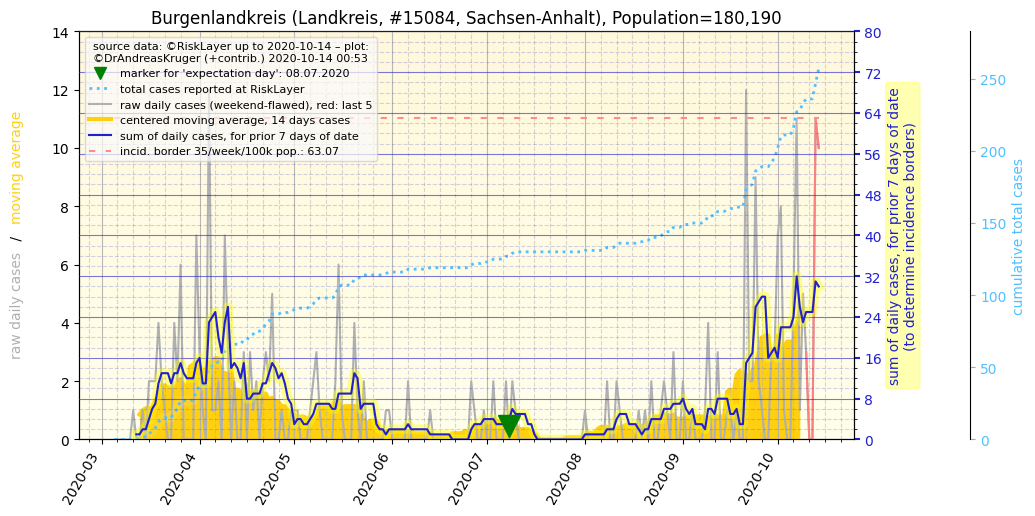 Burgenlandkreis (Landkreis, #15084, Sachsen-Anhalt), Population=180,190
source data: ©RiskLayer up to 2020-10-14 – plot:
©DrAndreasKruger (+contrib.) 2020-10-14 00:53
marker for 'expectation day': 08.07.2020
total cases reported at RiskLayer
raw daily cases (weekend-flawed), red: last 5
centered moving average, 14 days cases
sum of daily cases, for prior 7 days of date
incid. border 35/week/100k pop.: 63.07
raw daily cases / moving average
14
12
10
8
6
4
2
0
80
72
64
56
48
40
32
24
16
8
0
sum of daily cases, for prior 7 days of date
(to determine incidence borders)
250
200
150
100
50
0
cumulative total cases
2020-03
2020-04
2020-05
2020-06
2020-07
2020-08
2020-09
2020-10